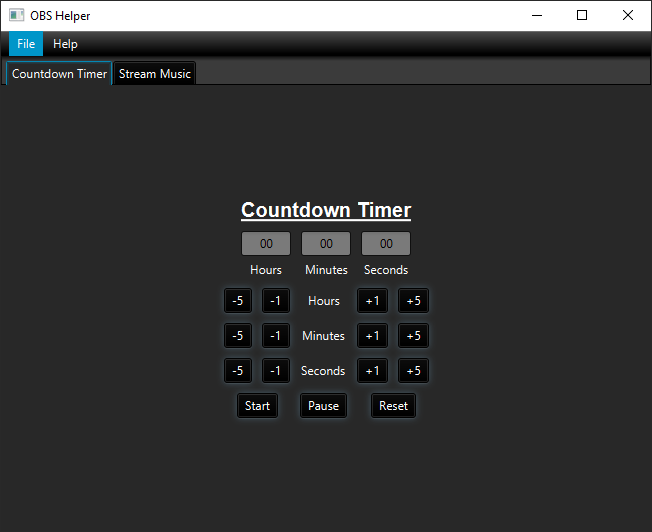 OBS Helper
File Help
Countdown Timer Stream Music
Countdown Timer
00 00 00
Hours Minutes Seconds
-5 -1 Hours +1 +5
-5 -1 Minutes +1 +5
-5 -1 Seconds +1 +5
Start Pause Reset